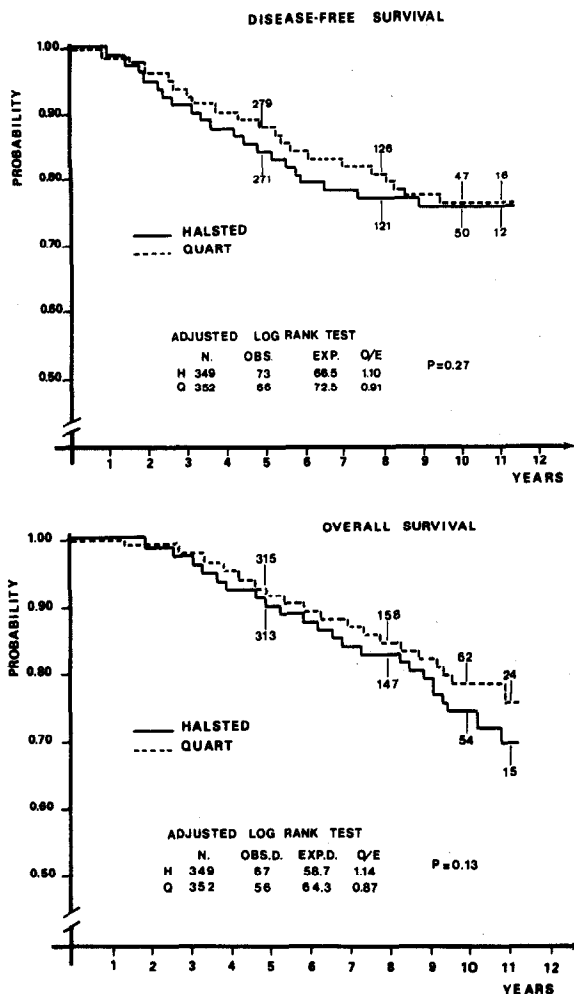 DISEASE-FREE SURVIVAL
1.00
0.90
0.80
0.70
0.60
0.50
PROBABILITY
279
271
126
121
47
50
16
12
HALSTED
QUART
ADJUSTED LOG RANK TEST
N. OBS. EXP. O/E
H 349 73 66.5 1.10
Q 352 66 72.5 0.91
P=0.27
1 2 3 4 5 6 7 8 9 10 11 12
YEARS
OVERALL SURVIVAL
1.00
0.90
0.80
0.70
0.60
0.50
PROBABILITY
315
313
158
147
62
54
24
15
HALSTED
QUART
ADJUSTED LOG RANK TEST
N. OBS.D. EXP.D. O/E
H 349 67 58.7 1.14
Q 352 56 64.3 0.87
P=0.13
1 2 3 4 5 6 7 8 9 10 11 12
YEARS